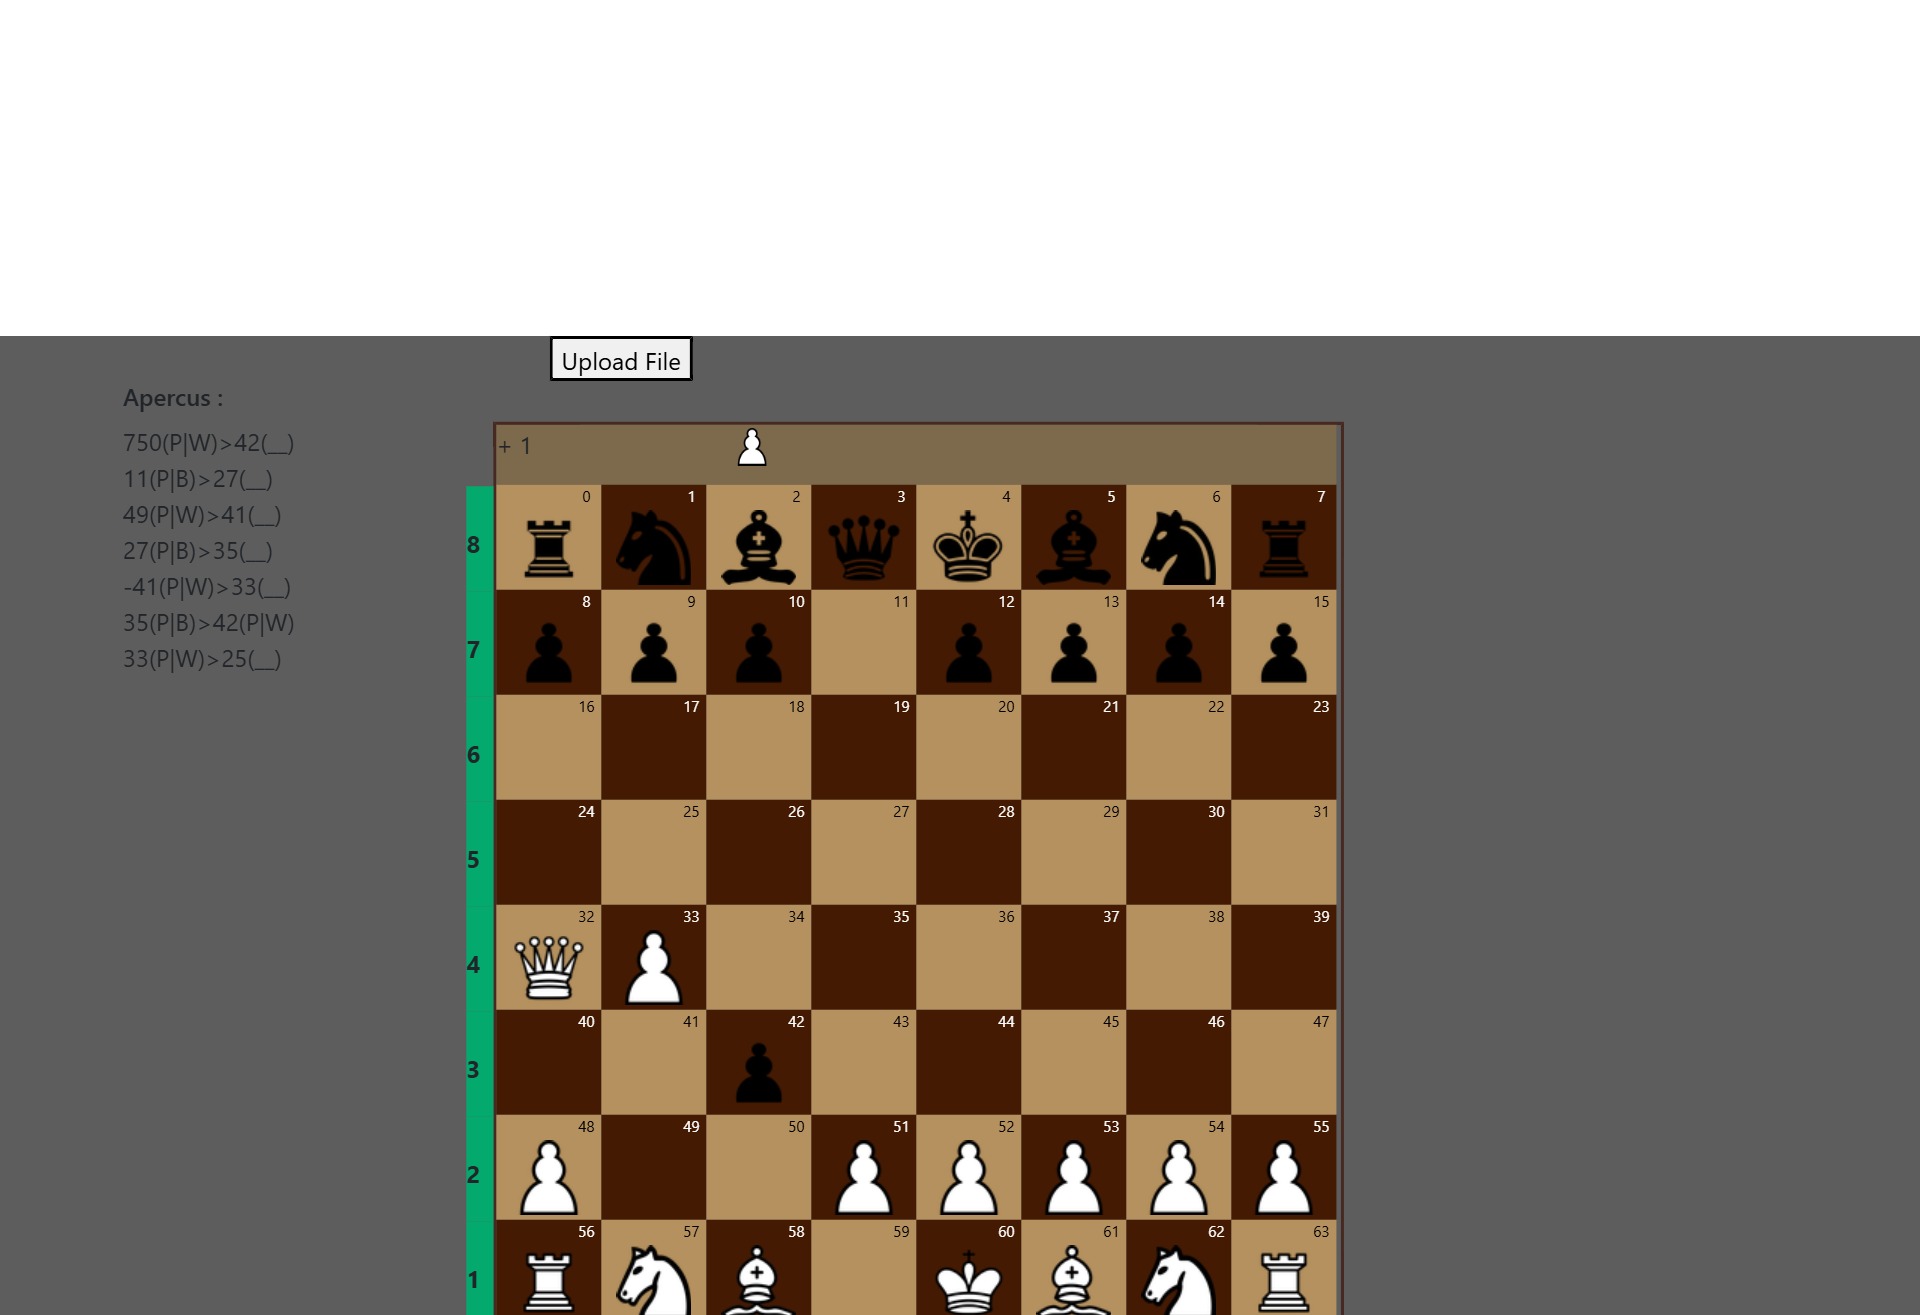 Upload File
Apercus :
750(P|W)>42(__)
11(P|B)>27(__)
49(P|W)>41(__)
27(P|B)>35(__)
-41(P|W)>33(__)
35(P|B)>42(P|W)
33(P|W)>25(__)
+ 1
0 1 2 3 4 5 6 7
8
8 9 10 11 12 13 14 15
7
16 17 18 19 20 21 22 23
6
24 25 26 27 28 29 30 31
5
32 33 34 35 36 37 38 39
4
40 41 42 43 44 45 46 47
3
48 49 50 51 52 53 54 55
2
56 57 58 59 60 61 62 63
1